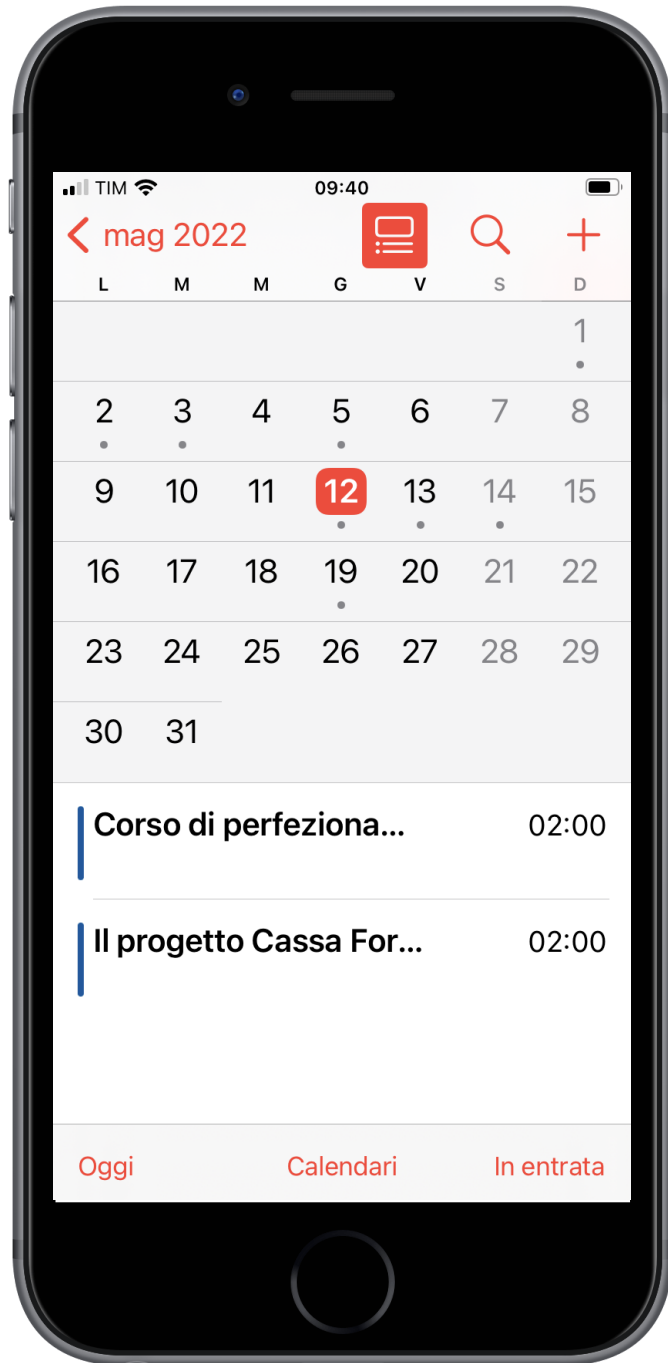 TIM 09:40
mag 2022
L M M G V S D
1
2 3 4 5 6 7 8
9 10 11 12 13 14 15
16 17 18 19 20 21 22
23 24 25 26 27 28 29
30 31
Corso di perfeziona... 02:00
Il progetto Cassa For... 02:00
Oggi Calendari In entrata